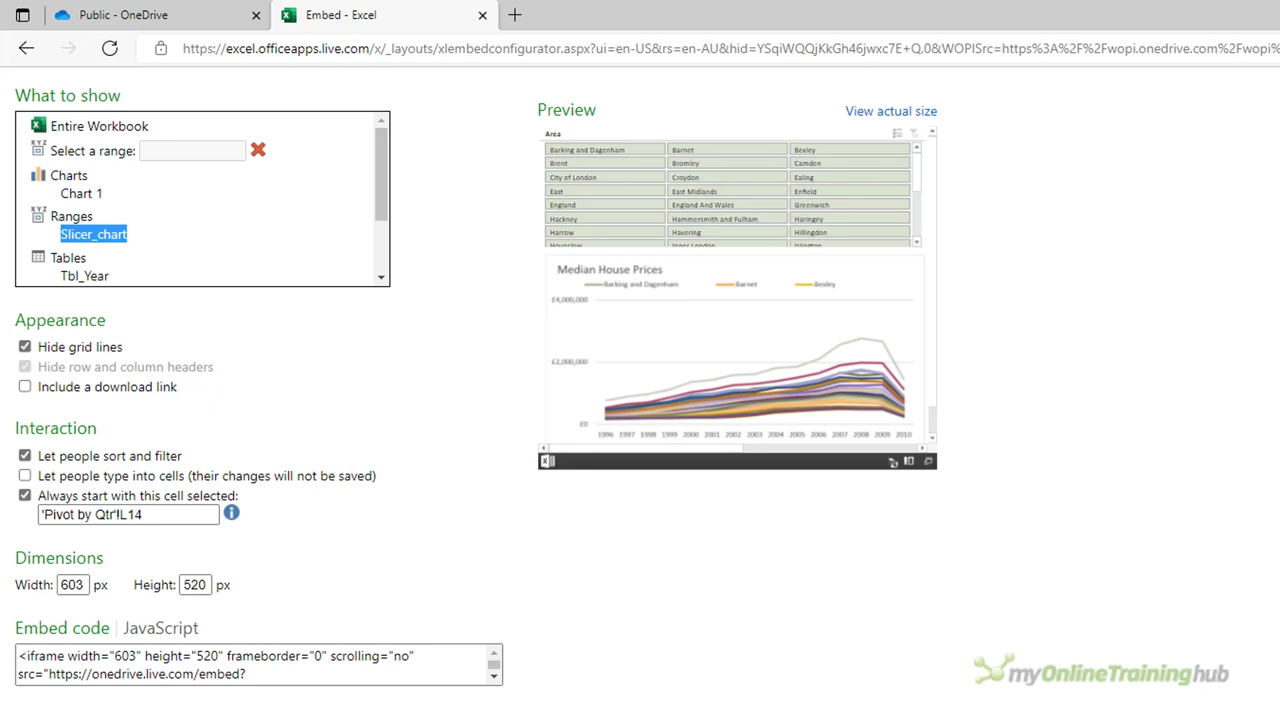 Public - OneDrive
Embed - Excel
https://excel.officeapps.live.com/x/_layouts/xlembedconfigurator.aspx?ui=en-US&rs=en-AU&hid=YSqiWQQjKkGh46jwxc7E+Q.0&WOPISrc=https%3A%2F%2Fwopi.onedrive.com%2Fwopi%
What to show
Entire Workbook
Select a range:
Charts
Chart 1
Ranges
Slicer_chart
Tables
Tbl_Year
Appearance
Hide grid lines
Hide row and column headers
Include a download link
Interaction
Let people sort and filter
Let people type into cells (their changes will not be saved)
Always start with this cell selected:
'Pivot by Qtr'!L14
Dimensions
Width: 603 px Height: 520 px
Embed code | JavaScript
<iframe width="603" height="520" frameborder="0" scrolling="no"
src="https://onedrive.live.com/embed?
Preview
View actual size
Area
Barking and Dagenham Barnet Bexley
Brent Bromley Camden
City of London Croydon Ealing
East East Midlands Enfield
England England And Wales Greenwich
Hackney Hammersmith and Fulham Haringey
Harrow Havering Hillingdon
Hounslow Inner London Islington
Median House Prices
Barking and Dagenham Barnet Bexley
£4,000,000
£2,000,000
£0
1996 1997 1998 1999 2000 2001 2002 2003 2004 2005 2006 2007 2008 2009 2010
myOnlineTraininghub